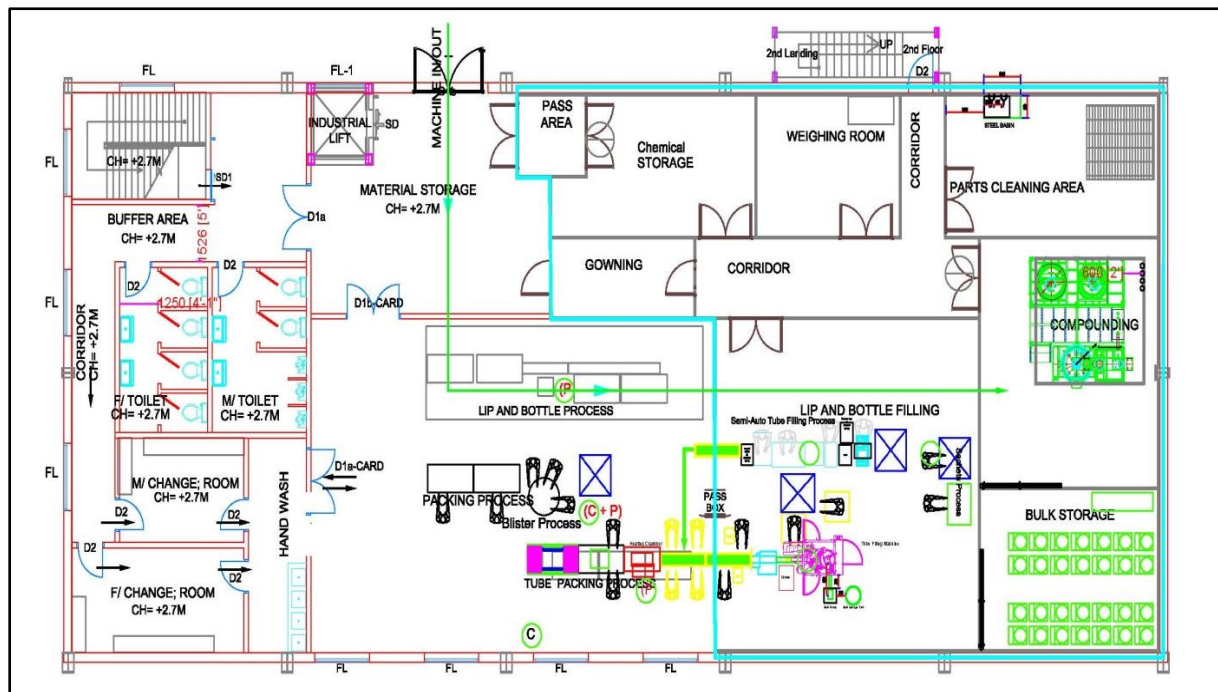 FL
FL-1
MACHINE IN/OUT
2nd Landing
UP
2nd Floor
D2
INDUSTRIAL
LIFT
SD
PASS
AREA
Chemical
STORAGE
WEIGHING ROOM
CORRIDOR
STEEL BASIN
PARTS CLEANING AREA
FL
CH= +2.7M
SD1
MATERIAL STORAGE
CH= +2.7M
D1a
BUFFER AREA
CH= +2.7M
1526 [5']
GOWNING
CORRIDOR
D2
D2
1250 [4'-1"]
D1b-CARD
FL
CORRIDOR
CH= +2.7M
COMPOUNDING
F/ TOILET
CH= +2.7M
M/ TOILET
CH= +2.7M
LIP AND BOTTLE PROCESS
LIP AND BOTTLE FILLING
Semi-Auto Tube Filling Process
FL
D1a-CARD
M/ CHANGE; ROOM
CH= +2.7M
PACKING PROCESS
Blister Process
(C + P)
PASS
BOX
BULK STORAGE
D2
D2
HAND WASH
D2
D2
F/ CHANGE; ROOM
CH= +2.7M
TUBE PACKING PROCESS
Tube Filling Machine
C
FL
FL
FL
FL